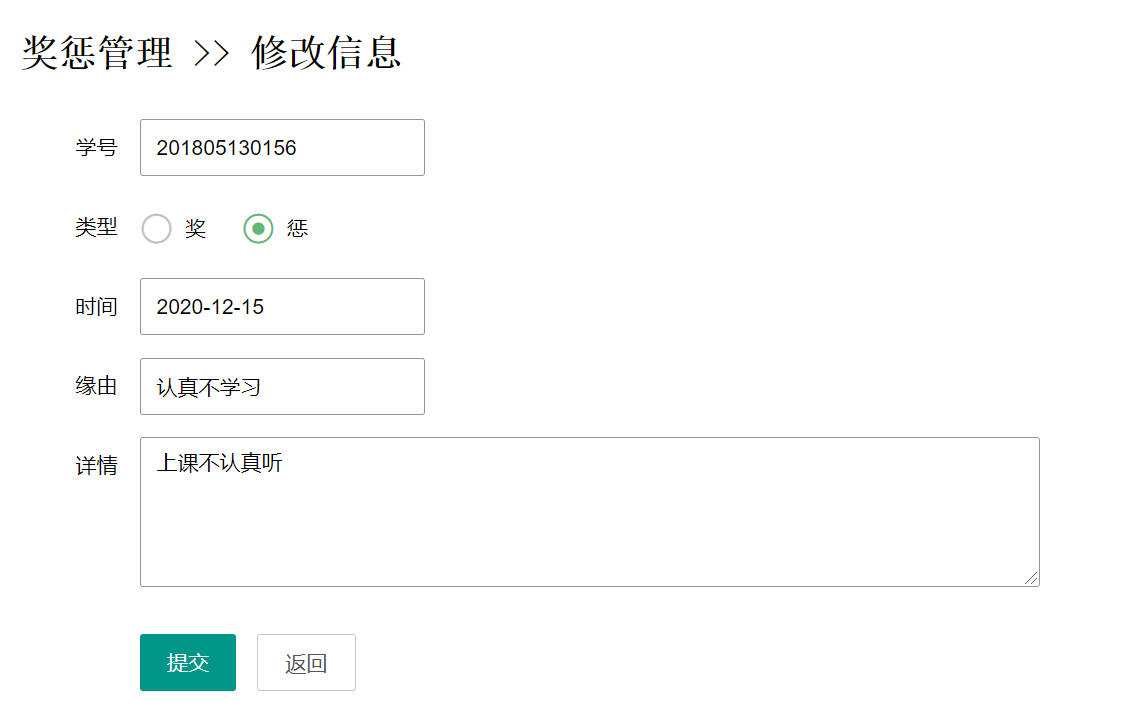 奖惩管理 >> 修改信息
学号 201805130156
类型 奖 惩
时间 2020-12-15
缘由 认真不学习
详情 上课不认真听
提交 返回